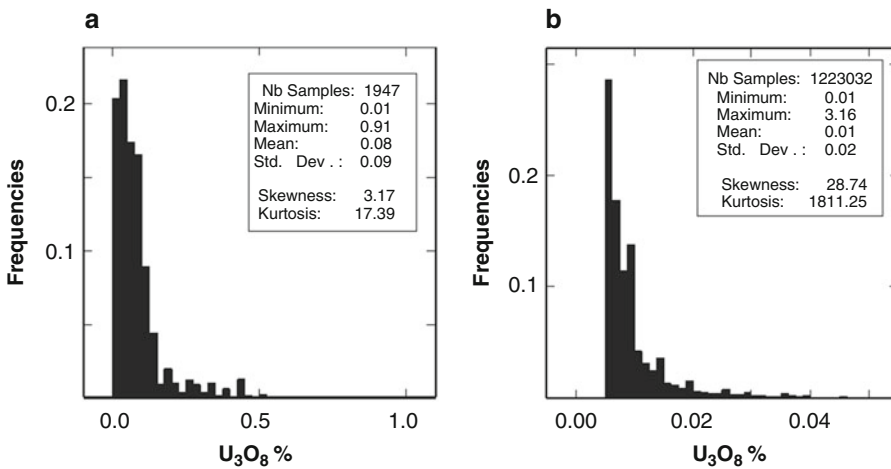 a
Frequencies
0.2
0.1
Nb Samples: 1947
Minimum: 0.01
Maximum: 0.91
Mean: 0.08
Std. Dev . : 0.09
Skewness: 3.17
Kurtosis: 17.39
0.0 0.5 1.0
U₃O₈ %
b
Frequencies
0.2
0.1
Nb Samples: 1223032
Minimum: 0.01
Maximum: 3.16
Mean: 0.01
Std. Dev . : 0.02
Skewness: 28.74
Kurtosis: 1811.25
0.00 0.02 0.04
U₃O₈ %